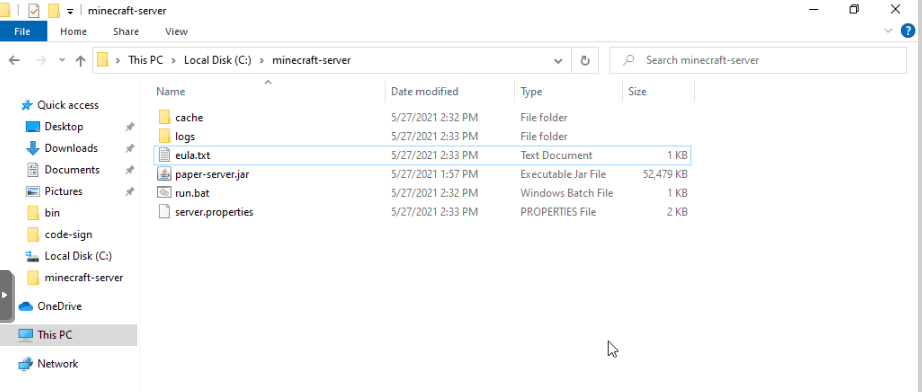 minecraft-server
File Home Share View
This PC Local Disk (C:) minecraft-server Search minecraft-server
Name Date modified Type Size
Quick access
Desktop
Downloads
Documents
Pictures
bin
code-sign
Local Disk (C:)
minecraft-server
OneDrive
This PC
Network
cache 5/27/2021 2:32 PM File folder
logs 5/27/2021 2:33 PM File folder
eula.txt 5/27/2021 2:33 PM Text Document 1 KB
paper-server.jar 5/27/2021 1:57 PM Executable Jar File 52,479 KB
run.bat 5/27/2021 2:32 PM Windows Batch File 1 KB
server.properties 5/27/2021 2:33 PM PROPERTIES File 2 KB